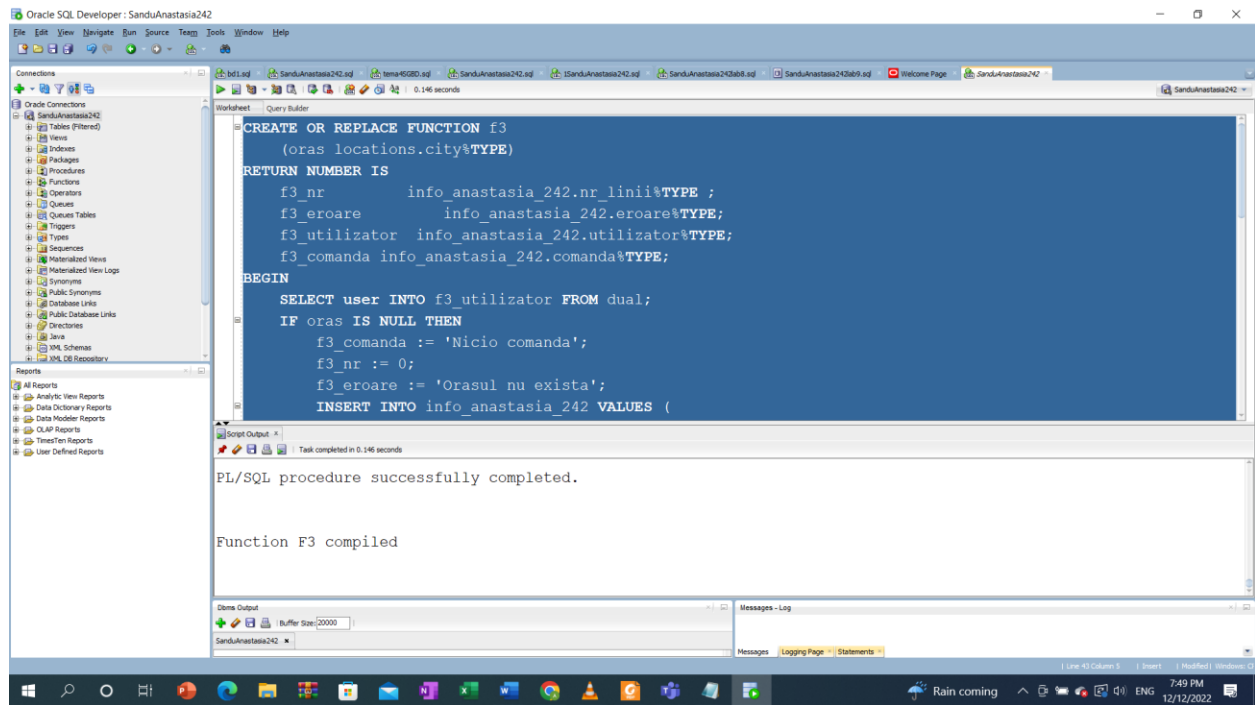 Oracle SQL Developer : SanduAnastasia242
File Edit View Navigate Run Source Team Tools Window Help
Connections
bd1.sql SanduAnastasia242.sql tema4SGBD.sql SanduAnastasia242.sql 1SanduAnastasia242.sql SanduAnastasia242lab8.sql SanduAnastasia242lab9.sql Welcome Page SanduAnastasia242
0.146 seconds
SanduAnastasia242
Worksheet Query Builder
Oracle Connections
SanduAnastasia242
Tables (Filtered)
Views
Indexes
Packages
Procedures
Functions
Operators
Queues
Queues Tables
Triggers
Types
Sequences
Materialized Views
Materialized View Logs
Synonyms
Public Synonyms
Database Links
Public Database Links
Directories
Java
XML Schemas
XML DB Repository
CREATE OR REPLACE FUNCTION f3
(oras locations.city%TYPE)
RETURN NUMBER IS
f3_nr info_anastasia_242.nr_linii%TYPE ;
f3_eroare info_anastasia_242.eroare%TYPE;
f3_utilizator info_anastasia_242.utilizator%TYPE;
f3_comanda info_anastasia_242.comanda%TYPE;
BEGIN
SELECT user INTO f3_utilizator FROM dual;
IF oras IS NULL THEN
f3_comanda := 'Nicio comanda';
f3_nr := 0;
f3_eroare := 'Orasul nu exista';
INSERT INTO info_anastasia_242 VALUES (
Reports
All Reports
Analytic View Reports
Data Dictionary Reports
Data Modeler Reports
OLAP Reports
TimesTen Reports
User Defined Reports
Script Output
Task completed in 0.146 seconds
PL/SQL procedure successfully completed.
Function F3 compiled
Dbms Output
Buffer Size: 20000
SanduAnastasia242
Messages - Log
Messages Logging Page Statements
Line 43 Column 5 Insert Modified Windows: C
Rain coming
ENG
7:49 PM
12/12/2022